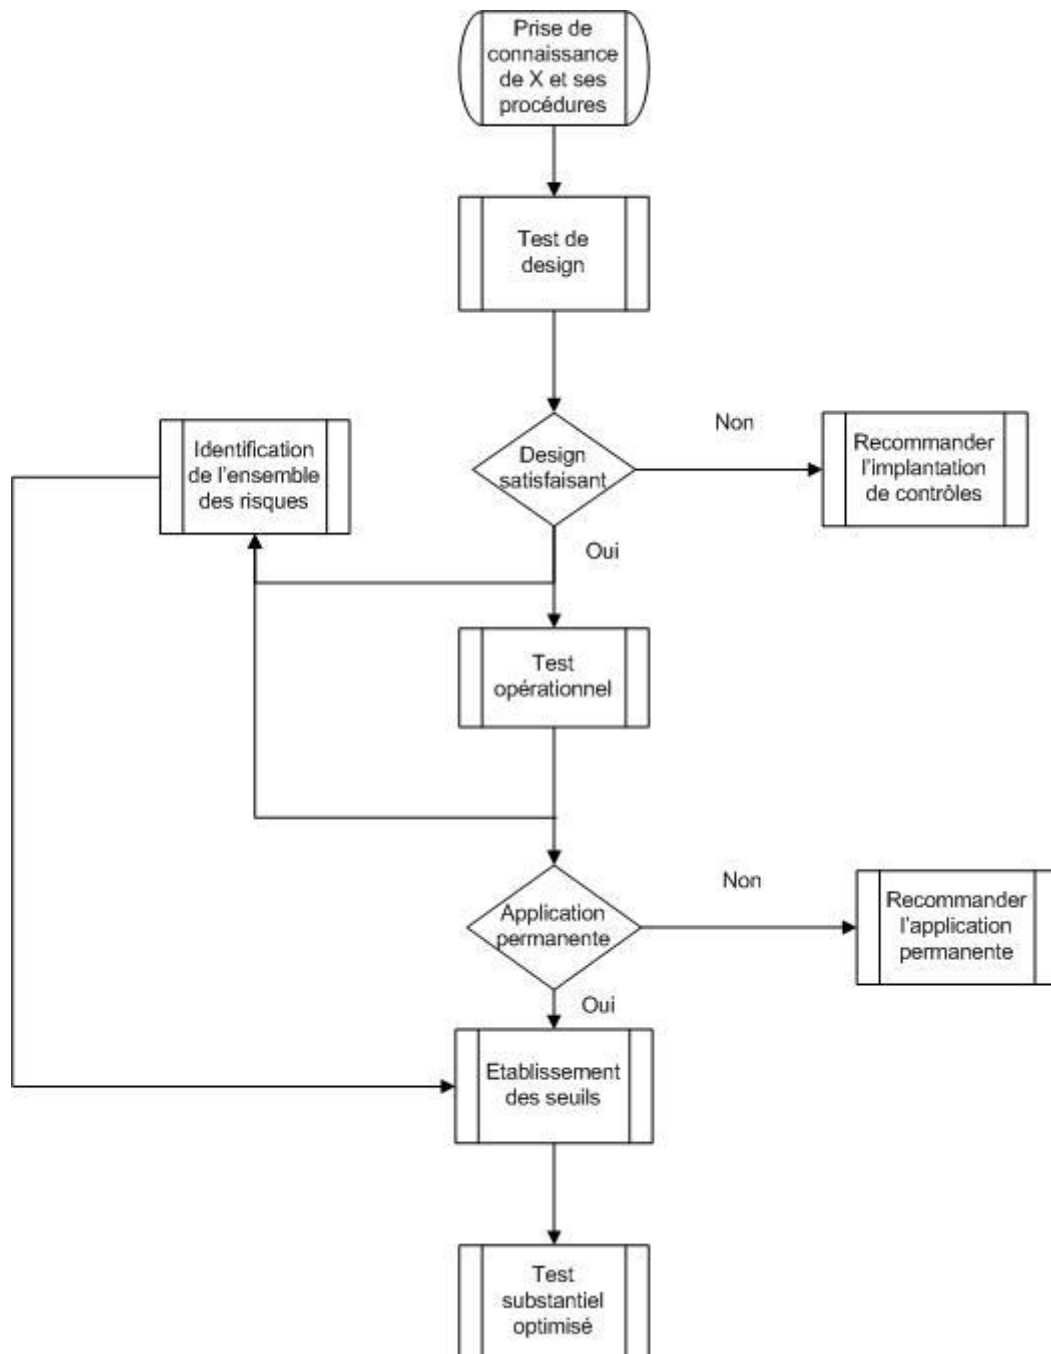 Prise de
connaissance
de X et ses
procédures
Test de
design
Identification
de l'ensemble
des risques
Design
satisfaisant
Non
Recommander
l'implantation
de contrôles
Oui
Test
opérationnel
Application
permanente
Non
Recommander
l'application
permanente
Oui
Etablissement
des seuils
Test
substantiel
optimisé